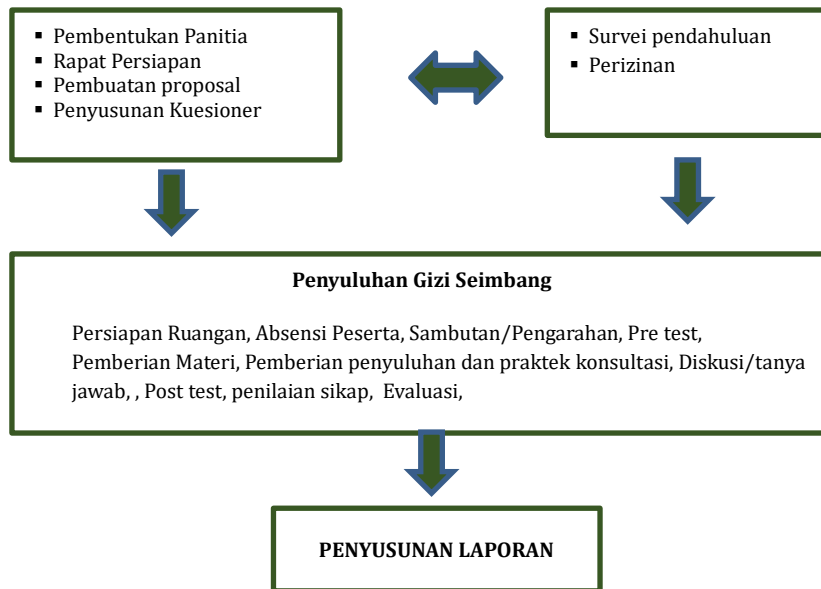 ▪ Pembentukan Panitia
▪ Rapat Persiapan
▪ Pembuatan proposal
▪ Penyusunan Kuesioner
▪ Survei pendahuluan
▪ Perizinan
Penyuluhan Gizi Seimbang
Persiapan Ruangan, Absensi Peserta, Sambutan/Pengarahan, Pre test,
Pemberian Materi, Pemberian penyuluhan dan praktek konsultasi, Diskusi/tanya
jawab, , Post test, penilaian sikap, Evaluasi,
PENYUSUNAN LAPORAN